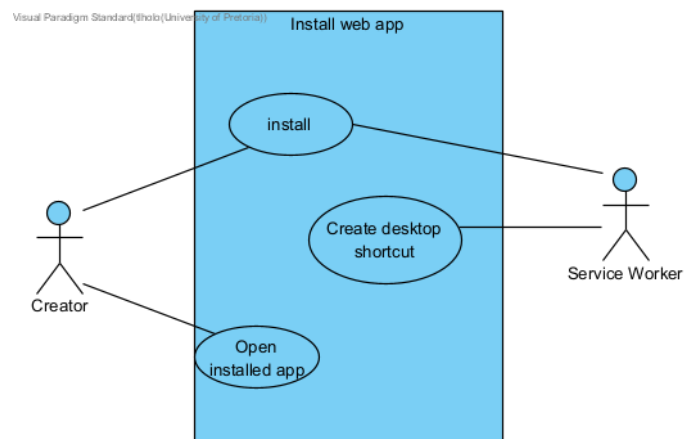 Visual Paradigm Standard(tlholo(University of Pretoria))
Install web app
install
Create desktop
shortcut
Service Worker
Creator
Open
installed app